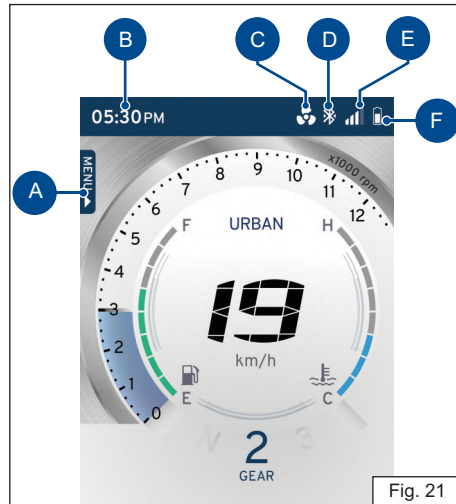 B
C
D
E
F
A
05:30PM
MENU
x1000 rpm
0
1
2
3
4
5
6
7
8
9
10
11
12
F
URBAN
H
19
km/h
E
C
N
2
3
GEAR
Fig. 21